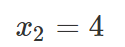 x₂ = 4